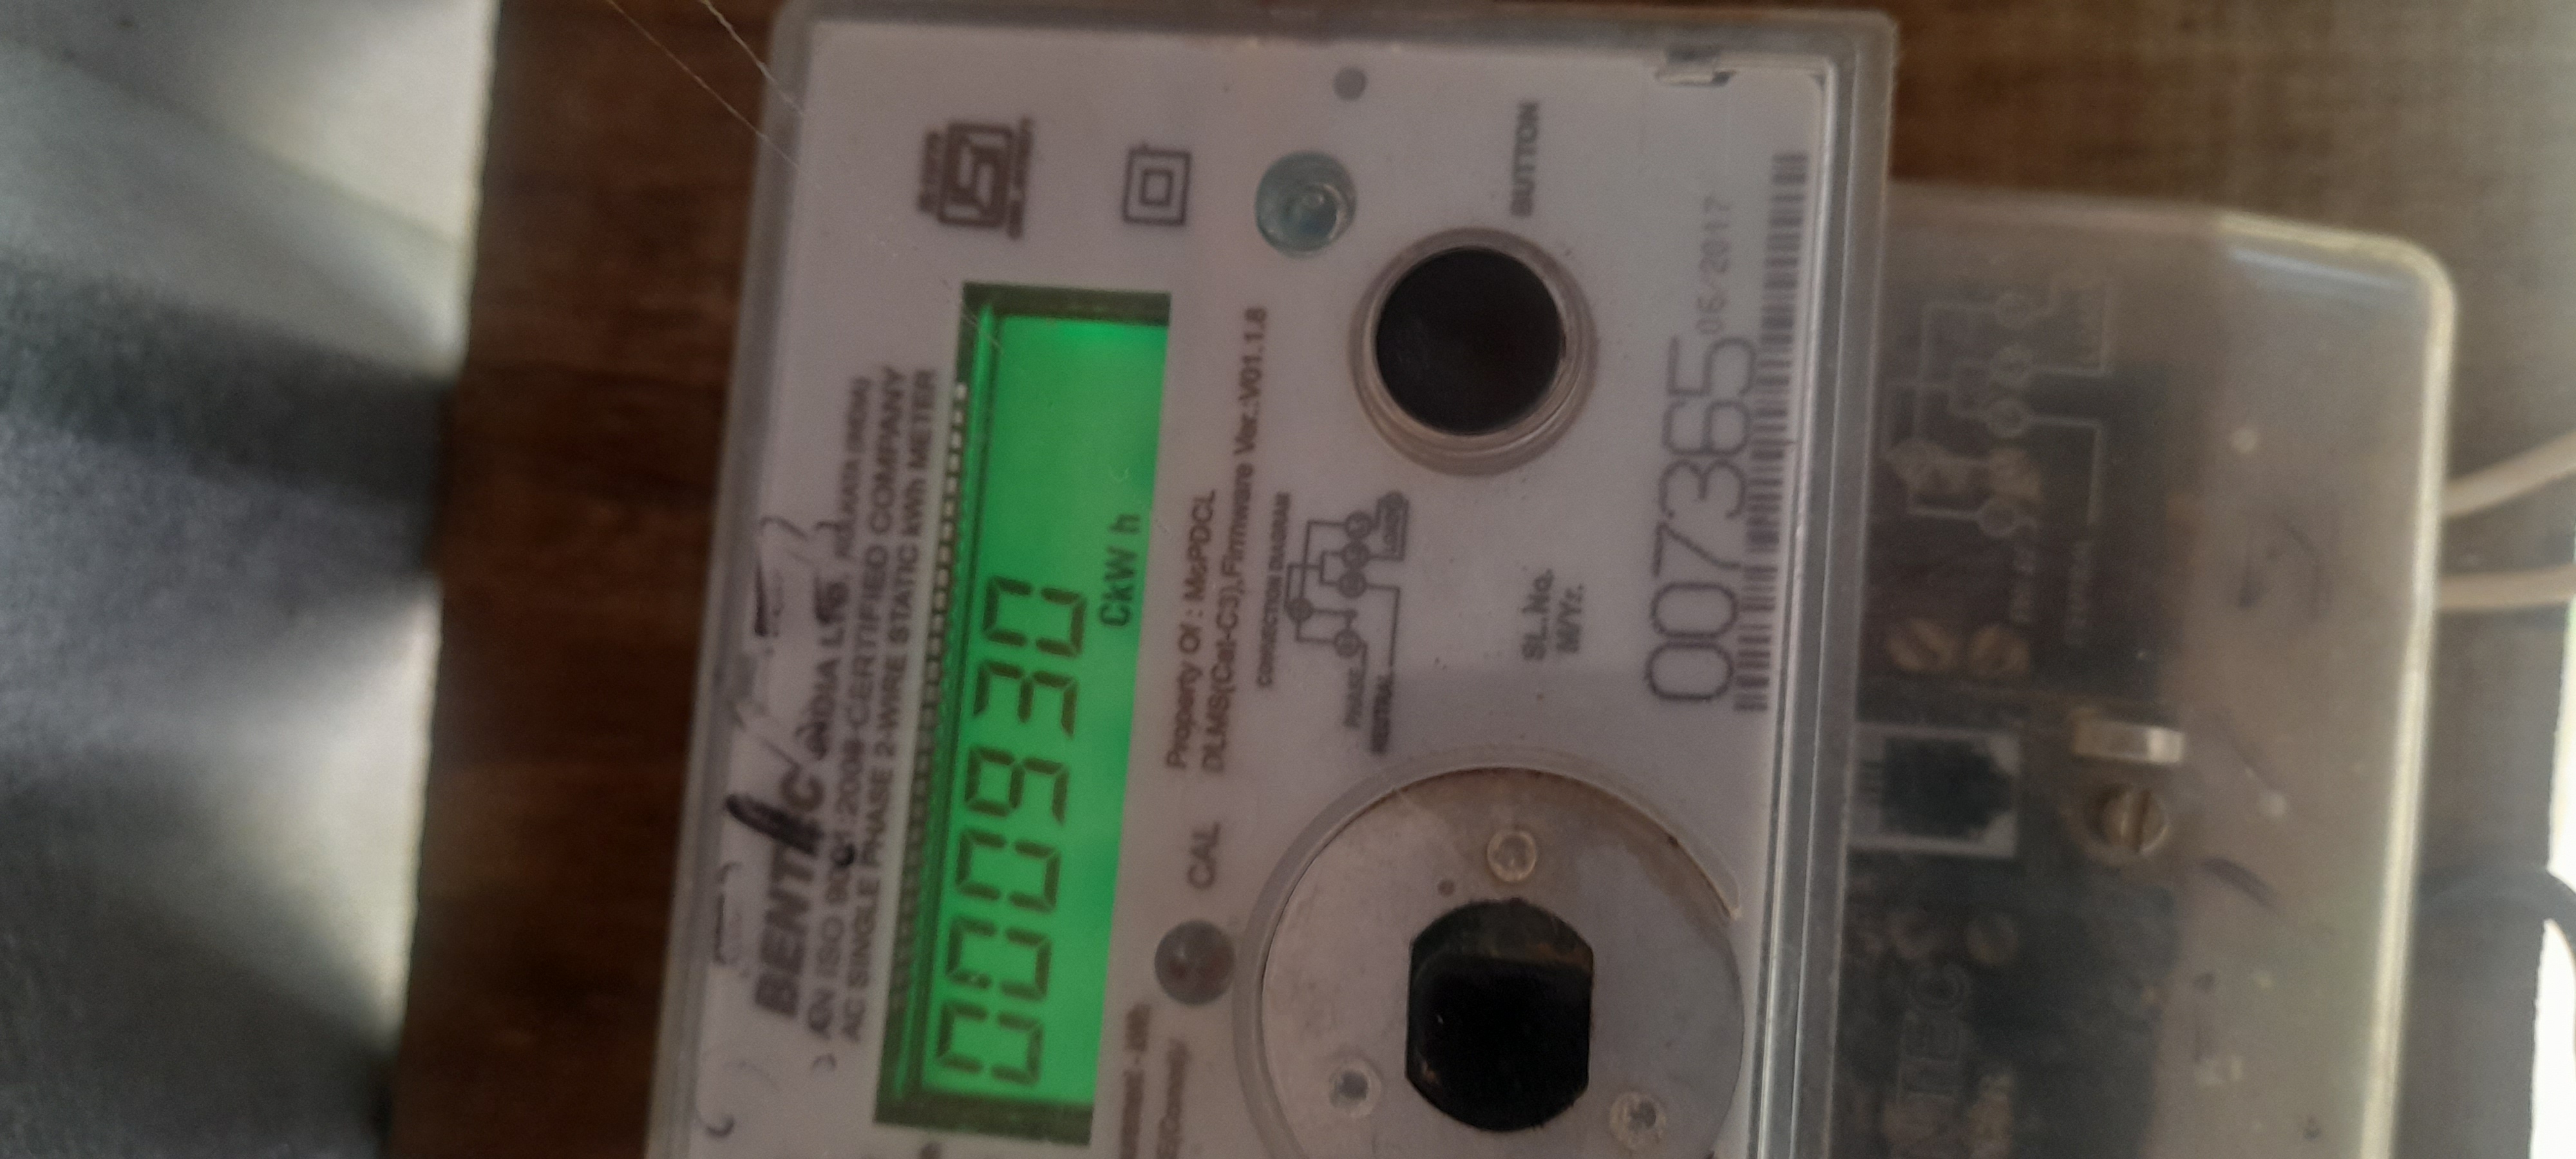 BENTEC INDIA LTD. KOLKATA (INDIA)
AN ISO 9001:2008-CERTIFIED COMPANY
AC SINGLE PHASE 2-WIRE STATIC kWh METER
000930
CkW h
Property Of : MePDCL
CAL
DLMS(Cat-C3),Firmware Ver.:V01.1.8
CONNECTION DIAGRAM
PHASE
NEUTRAL
LOAD
BUTTON
SL.No.
M/Yr.
007365
06/2017